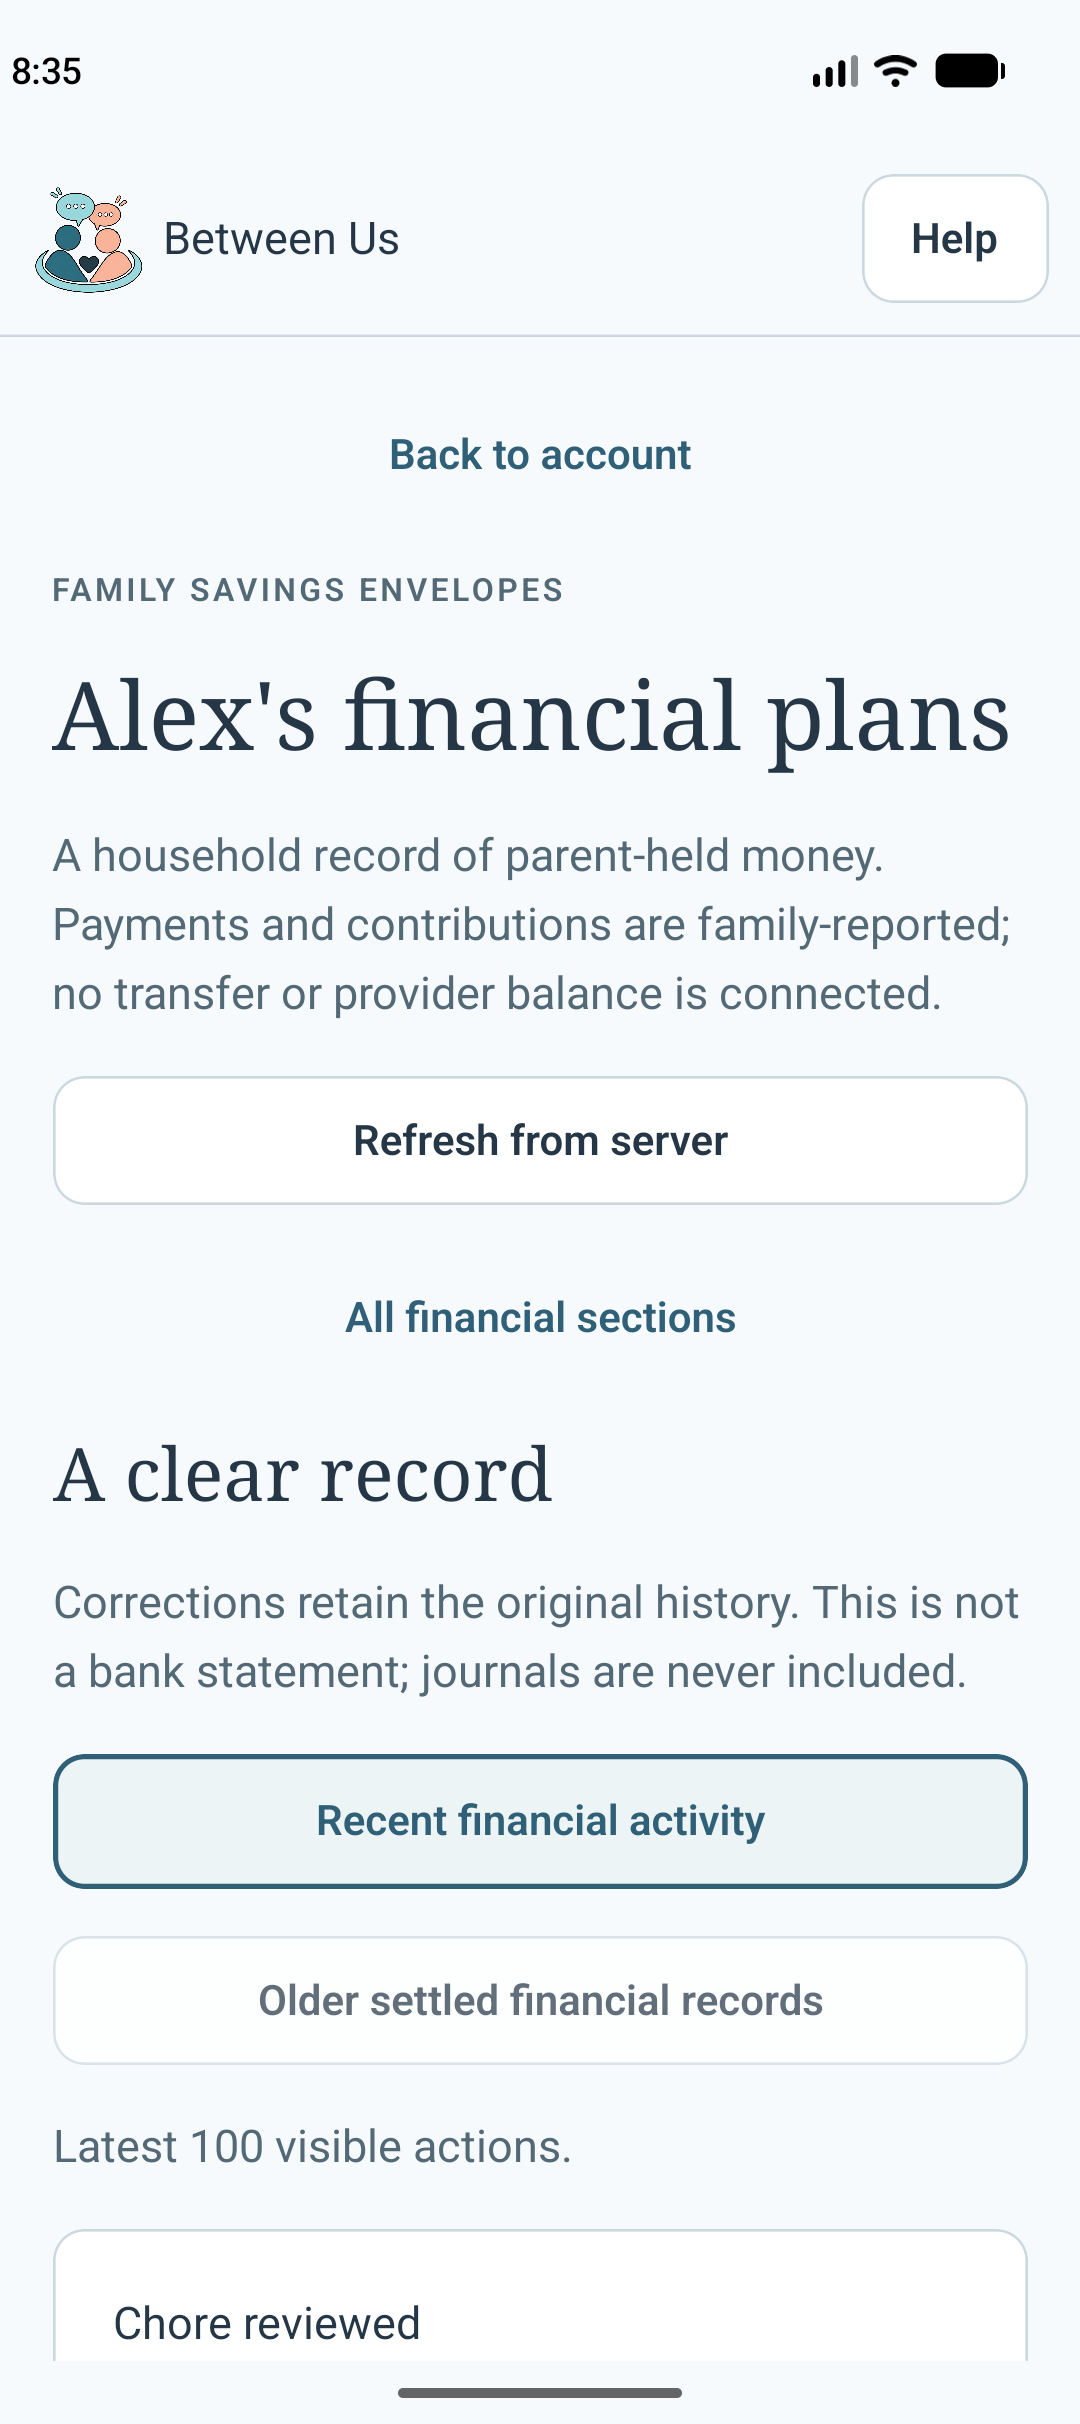 8:35
Between Us
Help
Back to account
FAMILY SAVINGS ENVELOPES
Alex's financial plans
A household record of parent-held money.
Payments and contributions are family-reported;
no transfer or provider balance is connected.
Refresh from server
All financial sections
A clear record
Corrections retain the original history. This is not
a bank statement; journals are never included.
Recent financial activity
Older settled financial records
Latest 100 visible actions.
Chore reviewed